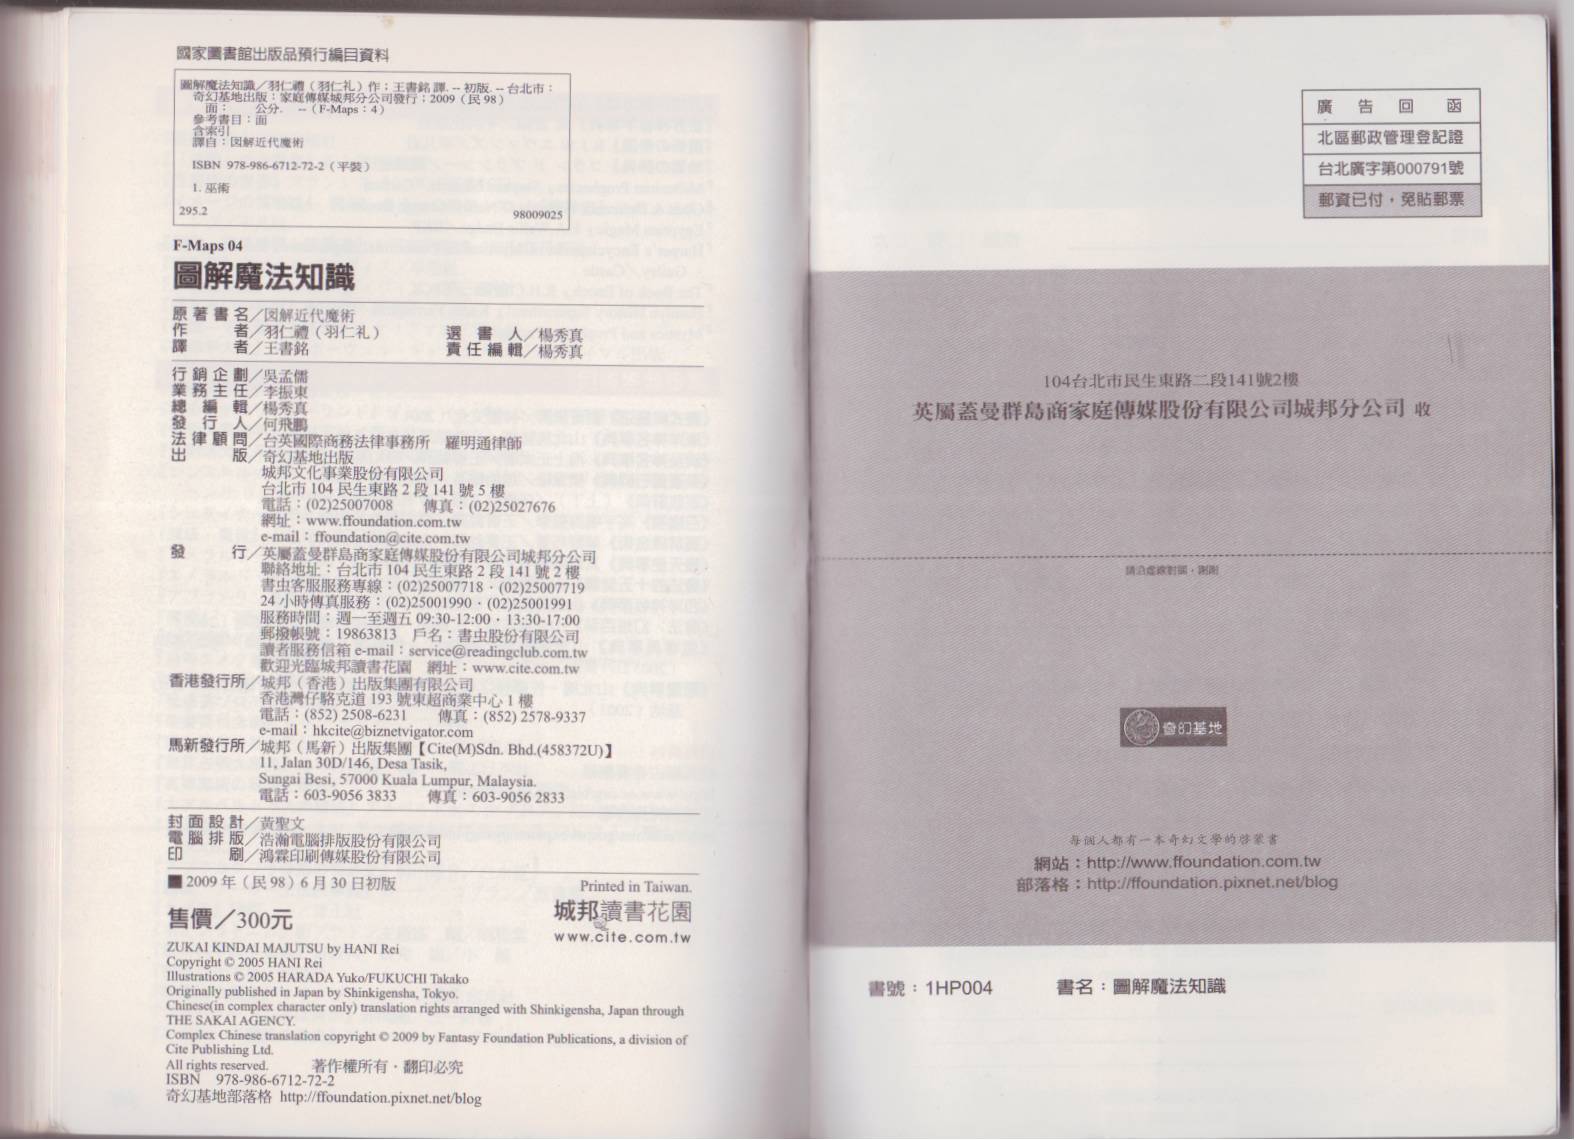 國家圖書館出版品預行編目資料
圖解魔法知識／羽仁禮（羽仁礼）作；王書銘 譯. -- 初版. -- 台北市：
奇幻基地出版：家庭傳媒城邦分公司發行；2009（民 98）
面：　公分.　--（F-Maps：4）
參考書目：面
含索引
譯自：図解近代魔術
ISBN 978-986-6712-72-2（平裝）
1. 巫術
295.2　98009025
F-Maps 04
圖解魔法知識
原著書名／図解近代魔術
作者／羽仁禮（羽仁礼）　選書人／楊秀真
譯者／王書銘　責任編輯／楊秀真
行銷企劃／吳孟儒
業務主任／李振東
總編輯／楊秀真
發行人／何飛鵬
法律顧問／台英國際商務法律事務所　羅明通律師
出版／奇幻基地出版
城邦文化事業股份有限公司
台北市 104 民生東路 2 段 141 號 5 樓
電話：(02)25007008　傳真：(02)25027676
網址：www.ffoundation.com.tw
e-mail：ffoundation@cite.com.tw
發行／英屬蓋曼群島商家庭傳媒股份有限公司城邦分公司
聯絡地址：台北市 104 民生東路 2 段 141 號 2 樓
書虫客服服務專線：(02)25007718．(02)25007719
24 小時傳真服務：(02)25001990．(02)25001991
服務時間：週一至週五 09:30-12:00．13:30-17:00
郵撥帳號：19863813　戶名：書虫股份有限公司
讀者服務信箱 e-mail：service@readingclub.com.tw
歡迎光臨城邦讀書花園　網址：www.cite.com.tw
香港發行所／城邦（香港）出版集團有限公司
香港灣仔駱克道 193 號東超商業中心 1 樓
電話：(852) 2508-6231　傳真：(852) 2578-9337
e-mail：hkcite@biznetvigator.com
馬新發行所／城邦（馬新）出版集團【Cite(M)Sdn. Bhd.(458372U)】
11, Jalan 30D/146, Desa Tasik,
Sungai Besi, 57000 Kuala Lumpur, Malaysia.
電話：603-9056 3833　傳真：603-9056 2833
封面設計／黃聖文
電腦排版／浩瀚電腦排版股份有限公司
印刷／鴻霖印刷傳媒股份有限公司
■ 2009 年（民 98）6 月 30 日初版　Printed in Taiwan.
售價／300元
城邦讀書花園
www.cite.com.tw
ZUKAI KINDAI MAJUTSU by HANI Rei
Copyright © 2005 HANI Rei
Illustrations © 2005 HARADA Yuko/FUKUCHI Takako
Originally published in Japan by Shinkigensha, Tokyo.
Chinese(in complex character only) translation rights arranged with Shinkigensha, Japan through
THE SAKAI AGENCY.
Complex Chinese translation copyright © 2009 by Fantasy Foundation Publications, a division of
Cite Publishing Ltd.
All rights reserved.　著作權所有．翻印必究
ISBN　978-986-6712-72-2
奇幻基地部落格 http://ffoundation.pixnet.net/blog
廣告回函
北區郵政管理登記證
台北廣字第000791號
郵資已付，免貼郵票
104台北市民生東路二段141號2樓
英屬蓋曼群島商家庭傳媒股份有限公司城邦分公司 收
請沿虛線對摺，謝謝
奇幻基地
每個人都有一本奇幻文學的啓蒙書
網站：http://www.ffoundation.com.tw
部落格：http://ffoundation.pixnet.net/blog
書號：1HP004　書名：圖解魔法知識